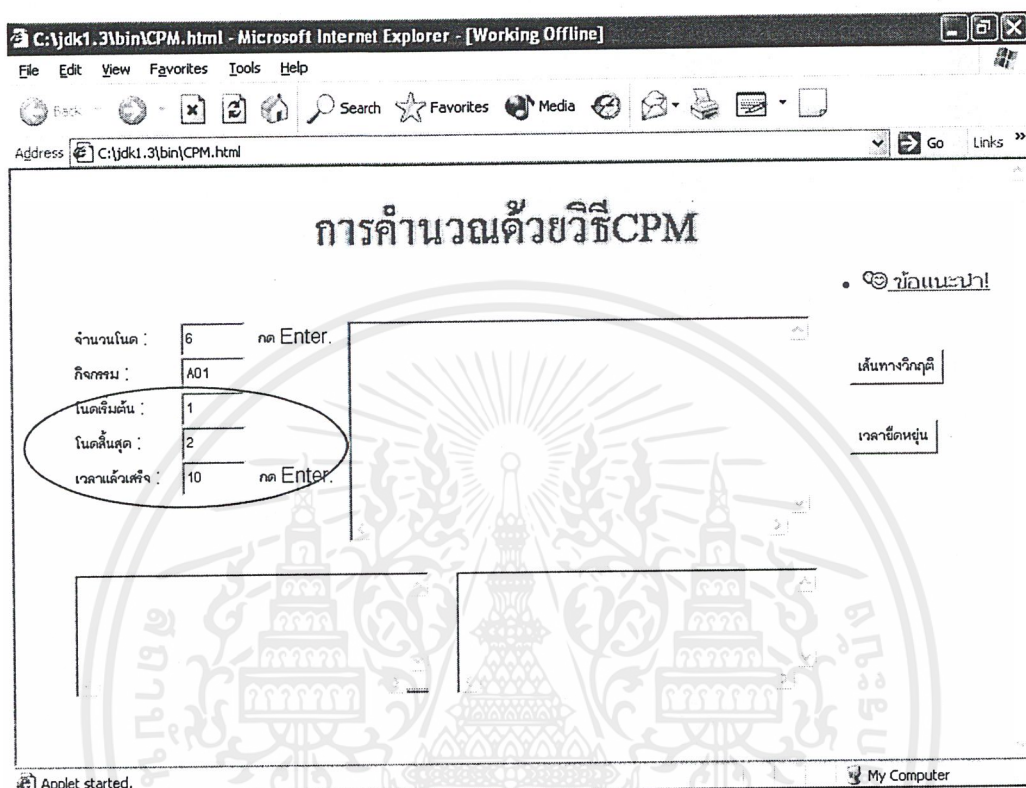 C:\jdk1.3\bin\CPM.html - Microsoft Internet Explorer - [Working Offline]
File Edit View Favorites Tools Help
Back Search Favorites Media
Address C:\jdk1.3\bin\CPM.html Go Links »
การคำนวณด้วยวิธีCPM
ข้อแนะนำ!
จำนวนโนด : 6 กด Enter.
กิจกรรม : A01
เส้นทางวิกฤติ
โนดเริ่มต้น : 1
โนดสิ้นสุด : 2
เวลายืดหยุ่น
เวลาแล้วเสร็จ : 10 กด Enter.
Applet started. My Computer